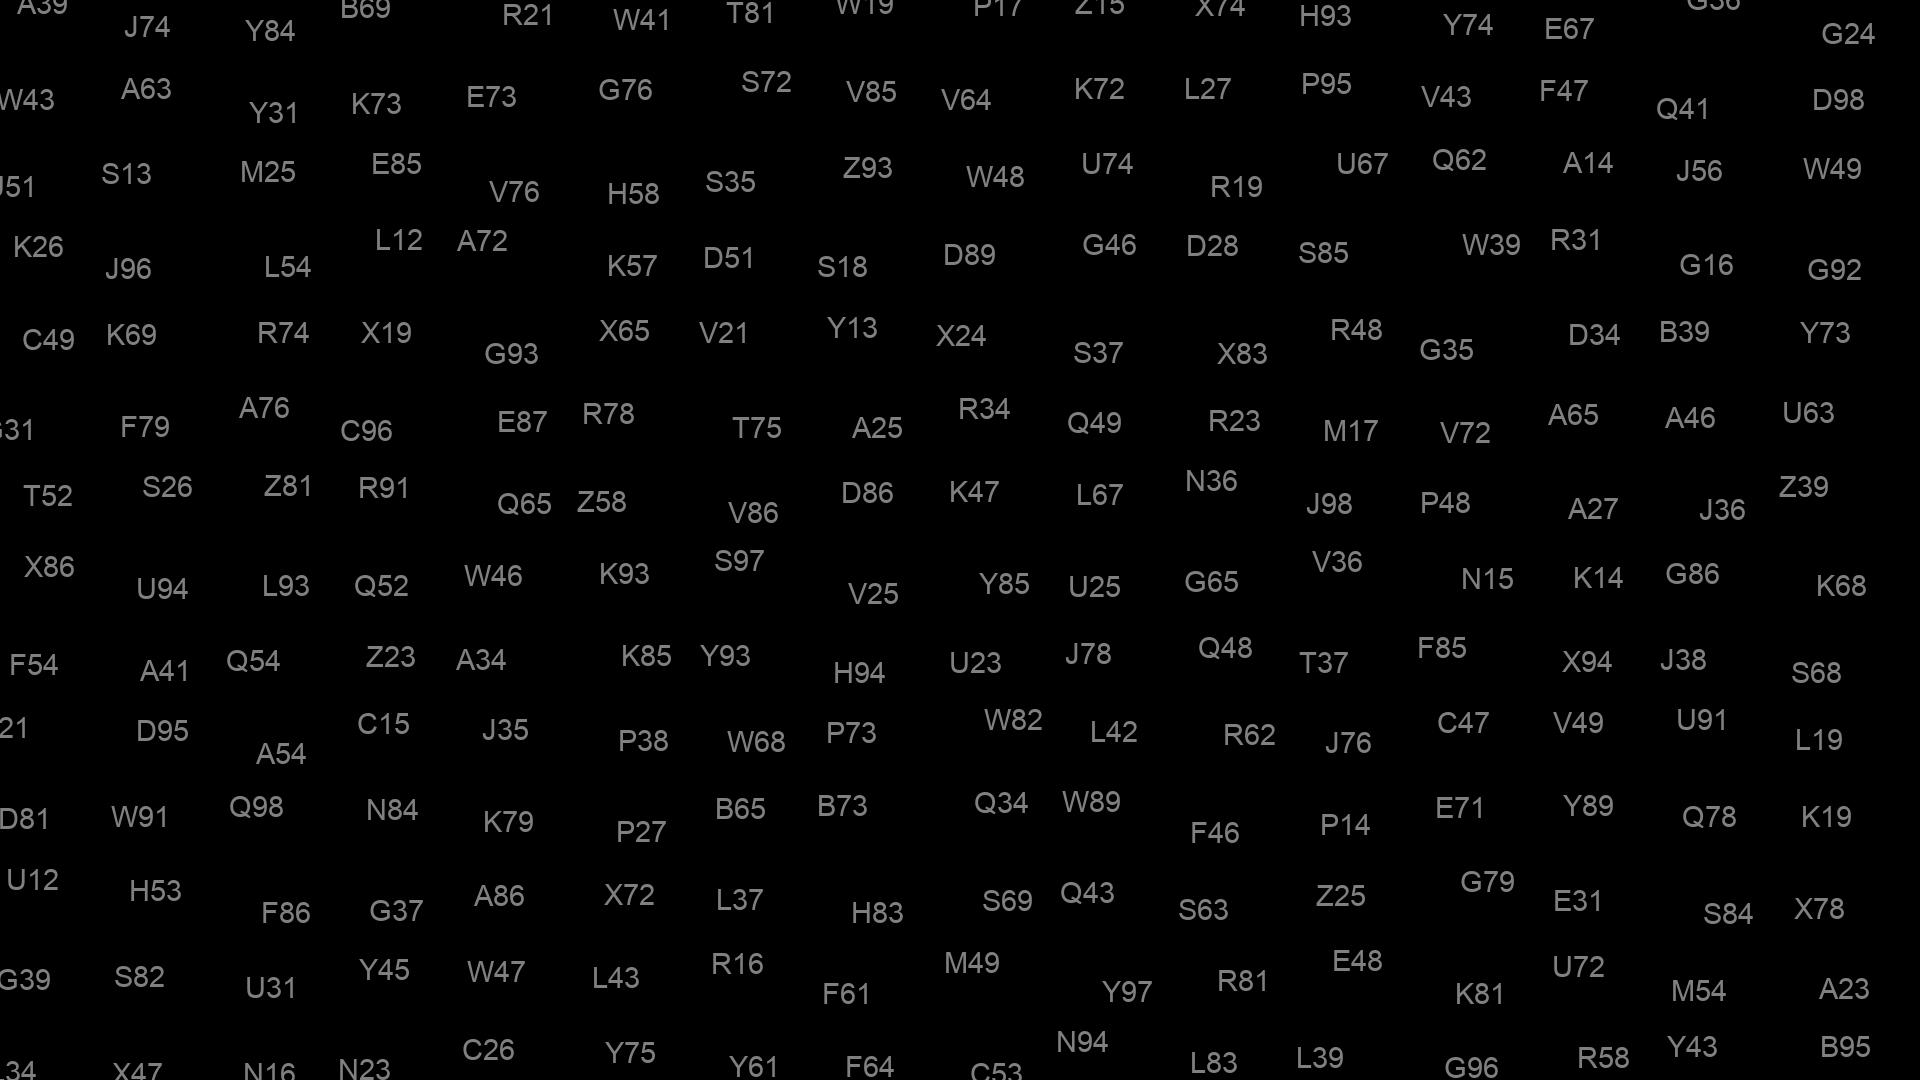 A39 J74 Y84 B69 R21 W41 T81 W19 P17 Z15 X74 H93 Y74 E67 G36 G24
W43 A63 Y31 K73 E73 G76 S72 V85 V64 K72 L27 P95 V43 F47 Q41 D98
J51 S13 M25 E85 V76 H58 S35 Z93 W48 U74 R19 U67 Q62 A14 J56 W49
K26 J96 L54 L12 A72 K57 D51 S18 D89 G46 D28 S85 W39 R31 G16 G92
C49 K69 R74 X19 G93 X65 V21 Y13 X24 S37 X83 R48 G35 D34 B39 Y73
31 F79 A76 C96 E87 R78 T75 A25 R34 Q49 R23 M17 V72 A65 A46 U63
T52 S26 Z81 R91 Q65 Z58 V86 D86 K47 L67 N36 J98 P48 A27 J36 Z39
X86 U94 L93 Q52 W46 K93 S97 V25 Y85 U25 G65 V36 N15 K14 G86 K68
F54 A41 Q54 Z23 A34 K85 Y93 H94 U23 J78 Q48 T37 F85 X94 J38 S68
21 D95 A54 C15 J35 P38 W68 P73 W82 L42 R62 J76 C47 V49 U91 L19
D81 W91 Q98 N84 K79 P27 B65 B73 Q34 W89 F46 P14 E71 Y89 Q78 K19
U12 H53 F86 G37 A86 X72 L37 H83 S69 Q43 S63 Z25 G79 E31 S84 X78
G39 S82 U31 Y45 W47 L43 R16 F61 M49 Y97 R81 E48 K81 U72 M54 A23
34 X47 N16 N23 C26 Y75 Y61 F64 C53 N94 L83 L39 G96 R58 Y43 B95